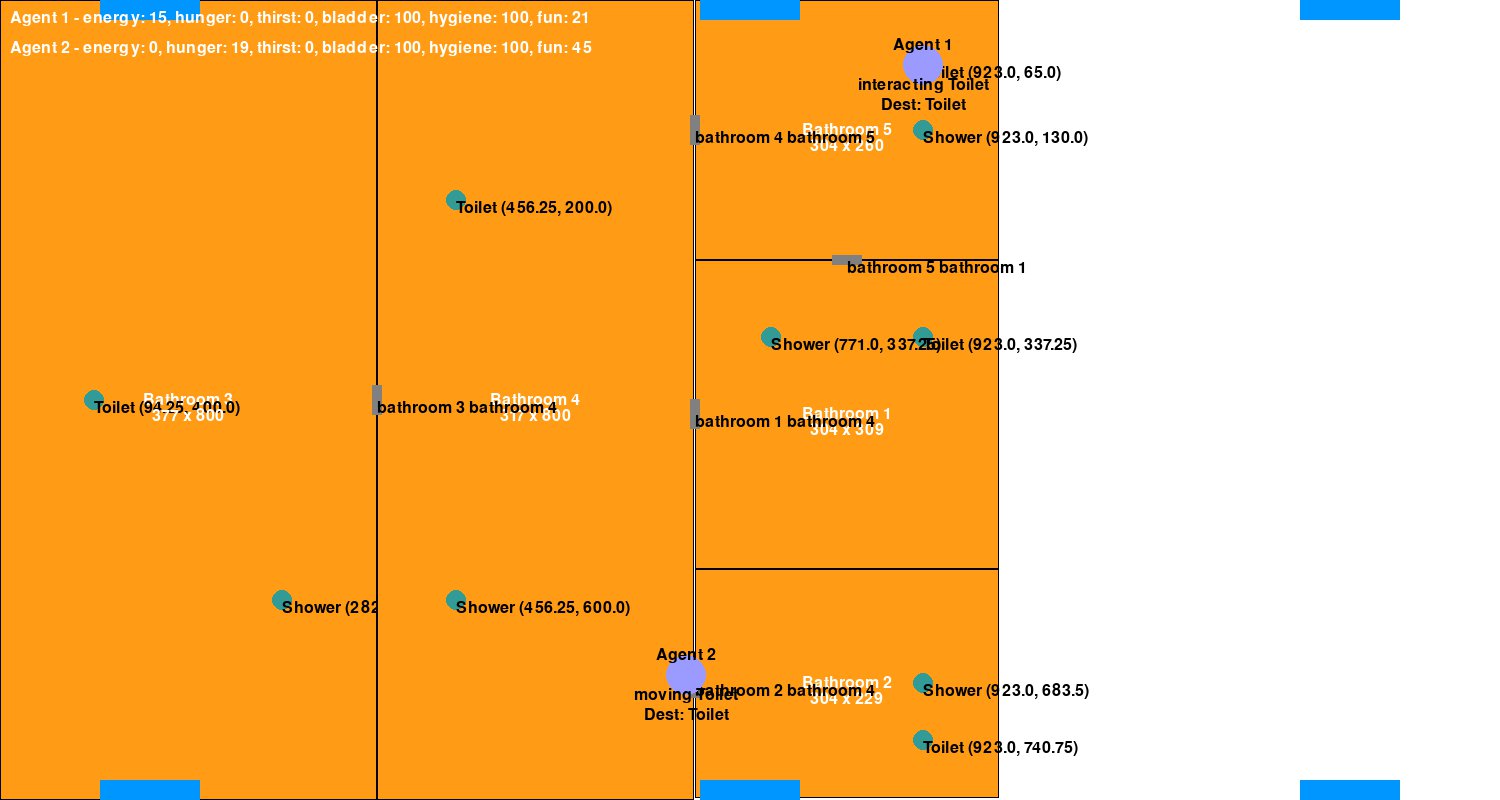 Agent 1 - energy: 15, hunger: 0, thirst: 0, bladder: 100, hygiene: 100, fun: 21
Agent 2 - energy: 0, hunger: 19, thirst: 0, bladder: 100, hygiene: 100, fun: 45
Agent 1
ilet (923.0, 65.0)
interacting Toilet
Dest: Toilet
Bathroom 5
bathroom 4 bathroom 5
Shower (923.0, 130.0)
304 x 260
Toilet (456.25, 200.0)
bathroom 5 bathroom 1
Shower (771.0, 337.25)
Toilet (923.0, 337.25)
Bathroom 3
Toilet (94.25, 400.0)
377 x 800
bathroom 3 bathroom 4
Bathroom 4
317 x 800
Bathroom 1
bathroom 1 bathroom 4
304 x 309
Shower (282
Shower (456.25, 600.0)
Agent 2
moving Toilet
Dest: Toilet
Bathroom 2
bathroom 2 bathroom 4
304 x 229
Shower (923.0, 683.5)
Toilet (923.0, 740.75)